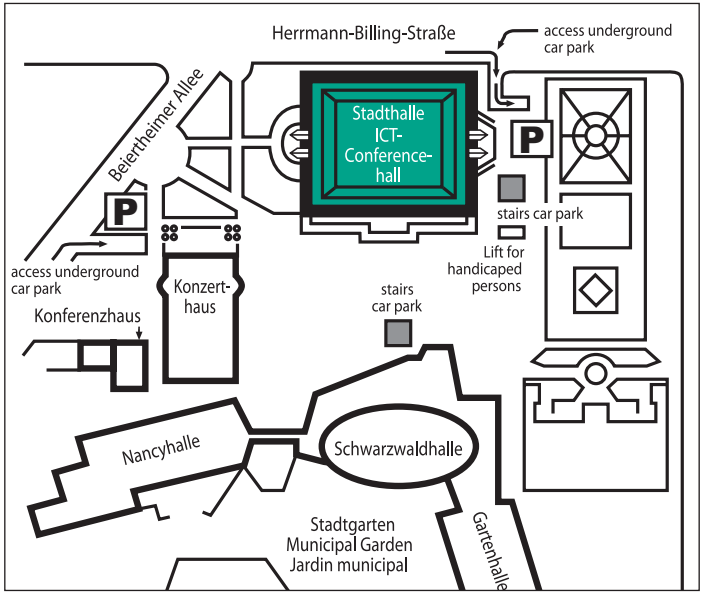 Herrmann-Billing-Straße
access underground
car park
Beiertheimer Allee
Stadthalle
ICT-
Conference-
hall
P
P
stairs car park
Lift for
handicaped
persons
access underground
car park
Konzert-
haus
stairs
car park
Konferenzhaus
Nancyhalle
Schwarzwaldhalle
Gartenhalle
Stadtgarten
Municipal Garden
Jardin municipal